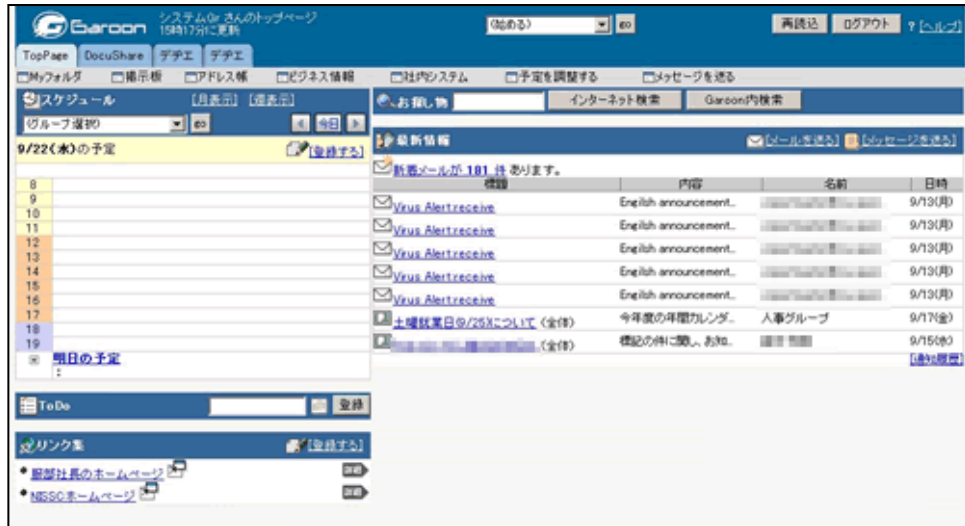 Garoon システムGr さんのトップページ
15時17分に更新
(始める) GO 再読込 ログアウト ? [ヘルプ]
TopPage DocuShare デヂエ デヂエ
Myフォルダ 掲示板 アドレス帳 ビジネス情報 社内システム 予定を調整する メッセージを送る
スケジュール [月表示] [週表示]
(グループ選択) GO 今日
9/22(水)の予定 [登録する]
8
9
10
11
12
13
14
15
16
17
18
19
明日の予定
:
ToDo 登録
リンク集 [登録する]
服部社長のホームページ 詳細
NISSCホームページ 詳細
お探し物 インターネット検索 Garoon内検索
最新情報 [メールを送る] [メッセージを送る]
新着メールが 181 件 あります。
標題 内容 名前 日時
Virus Alert:receive English announcement.. 9/13(月)
Virus Alert:receive English announcement.. 9/13(月)
Virus Alert:receive English announcement.. 9/13(月)
Virus Alert:receive English announcement.. 9/13(月)
Virus Alert:receive English announcement.. 9/13(月)
土曜就業日(9/25)について (全体) 今年度の年間カレンダ.. 人事グループ 9/17(金)
(全体) 標記の件に関し、お知.. 9/15(水)
[通知履歴]